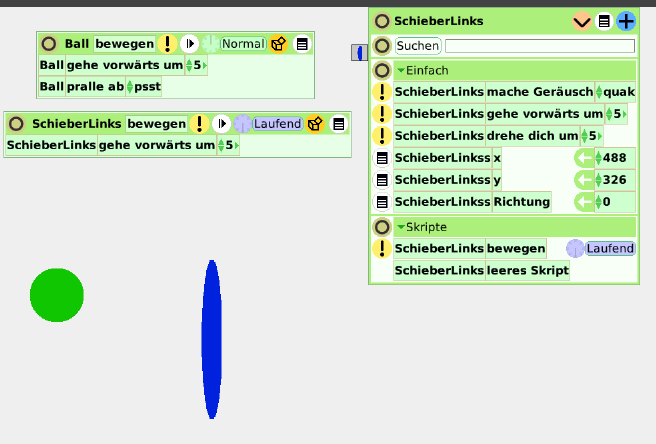 Ball bewegen ! Normal
Ball gehe vorwärts um 5
Ball pralle ab psst
SchieberLinks bewegen ! Laufend
SchieberLinks gehe vorwärts um 5
SchieberLinks
Suchen
Einfach
! SchieberLinks mache Geräusch quak
! SchieberLinks gehe vorwärts um 5
! SchieberLinks drehe dich um 5
SchieberLinkss x 488
SchieberLinkss y 326
SchieberLinkss Richtung 0
Skripte
! SchieberLinks bewegen Laufend
SchieberLinks leeres Skript